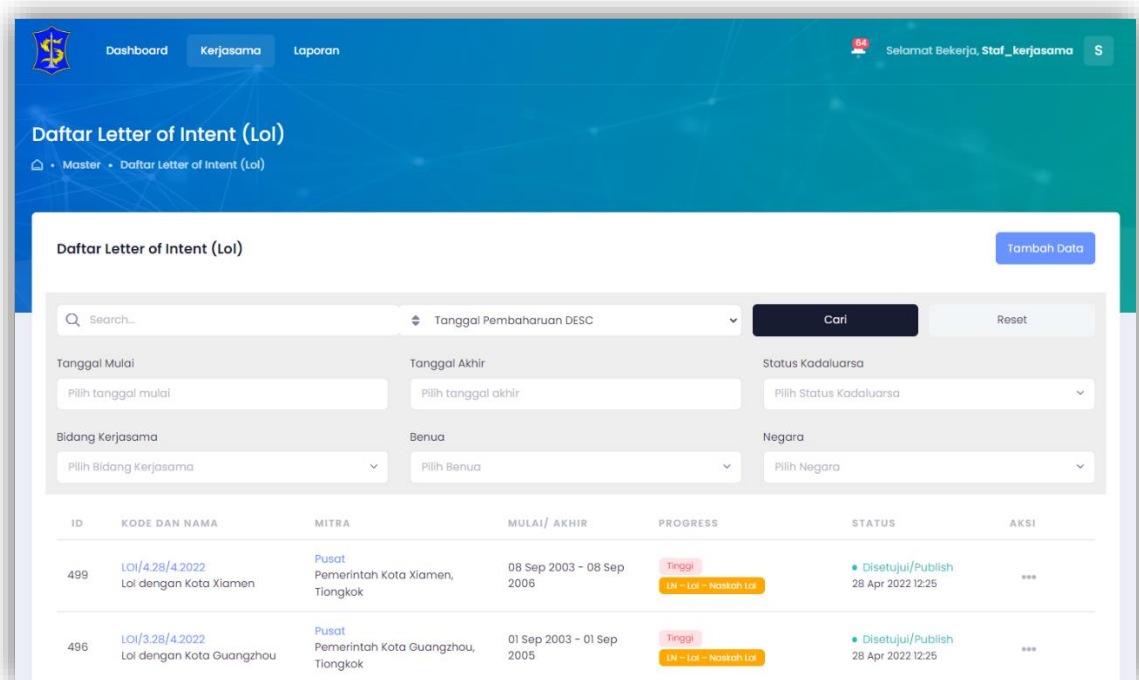 Dashboard Kerjasama Laporan 64 Selamat Bekerja, Staf_kerjasama S
Daftar Letter of Intent (LoI)
Master • Daftar Letter of Intent (LoI)
Daftar Letter of Intent (LoI) Tambah Data
Search... Tanggal Pembaharuan DESC Cari Reset
Tanggal Mulai Tanggal Akhir Status Kadaluarsa
Pilih tanggal mulai Pilih tanggal akhir Pilih Status Kadaluarsa
Bidang Kerjasama Benua Negara
Pilih Bidang Kerjasama Pilih Benua Pilih Negara
ID KODE DAN NAMA MITRA MULAI/ AKHIR PROGRESS STATUS AKSI
499 LOI/4.28/4.2022 Pusat 08 Sep 2003 - 08 Sep Tinggi Disetujui/Publish
LoI dengan Kota Xiamen Pemerintah Kota Xiamen, 2006 LN - LoI - Naskah LoI 28 Apr 2022 12:25
Tiongkok
496 LOI/3.28/4.2022 Pusat 01 Sep 2003 - 01 Sep Tinggi Disetujui/Publish
LoI dengan Kota Guangzhou Pemerintah Kota Guangzhou, 2005 LN - LoI - Naskah LoI 28 Apr 2022 12:25
Tiongkok